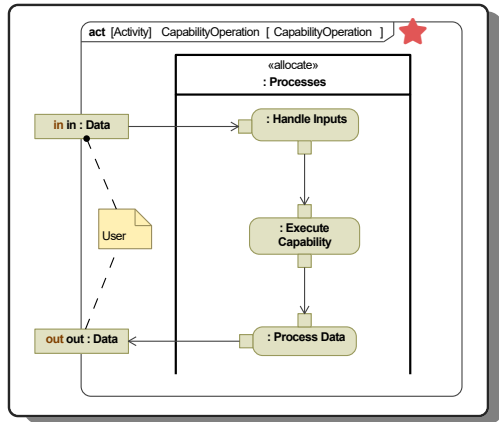 act [Activity] CapabilityOperation [ CapabilityOperation ]
«allocate»
: Processes
in in : Data
: Handle Inputs
User
: Execute
Capability
out out : Data
: Process Data